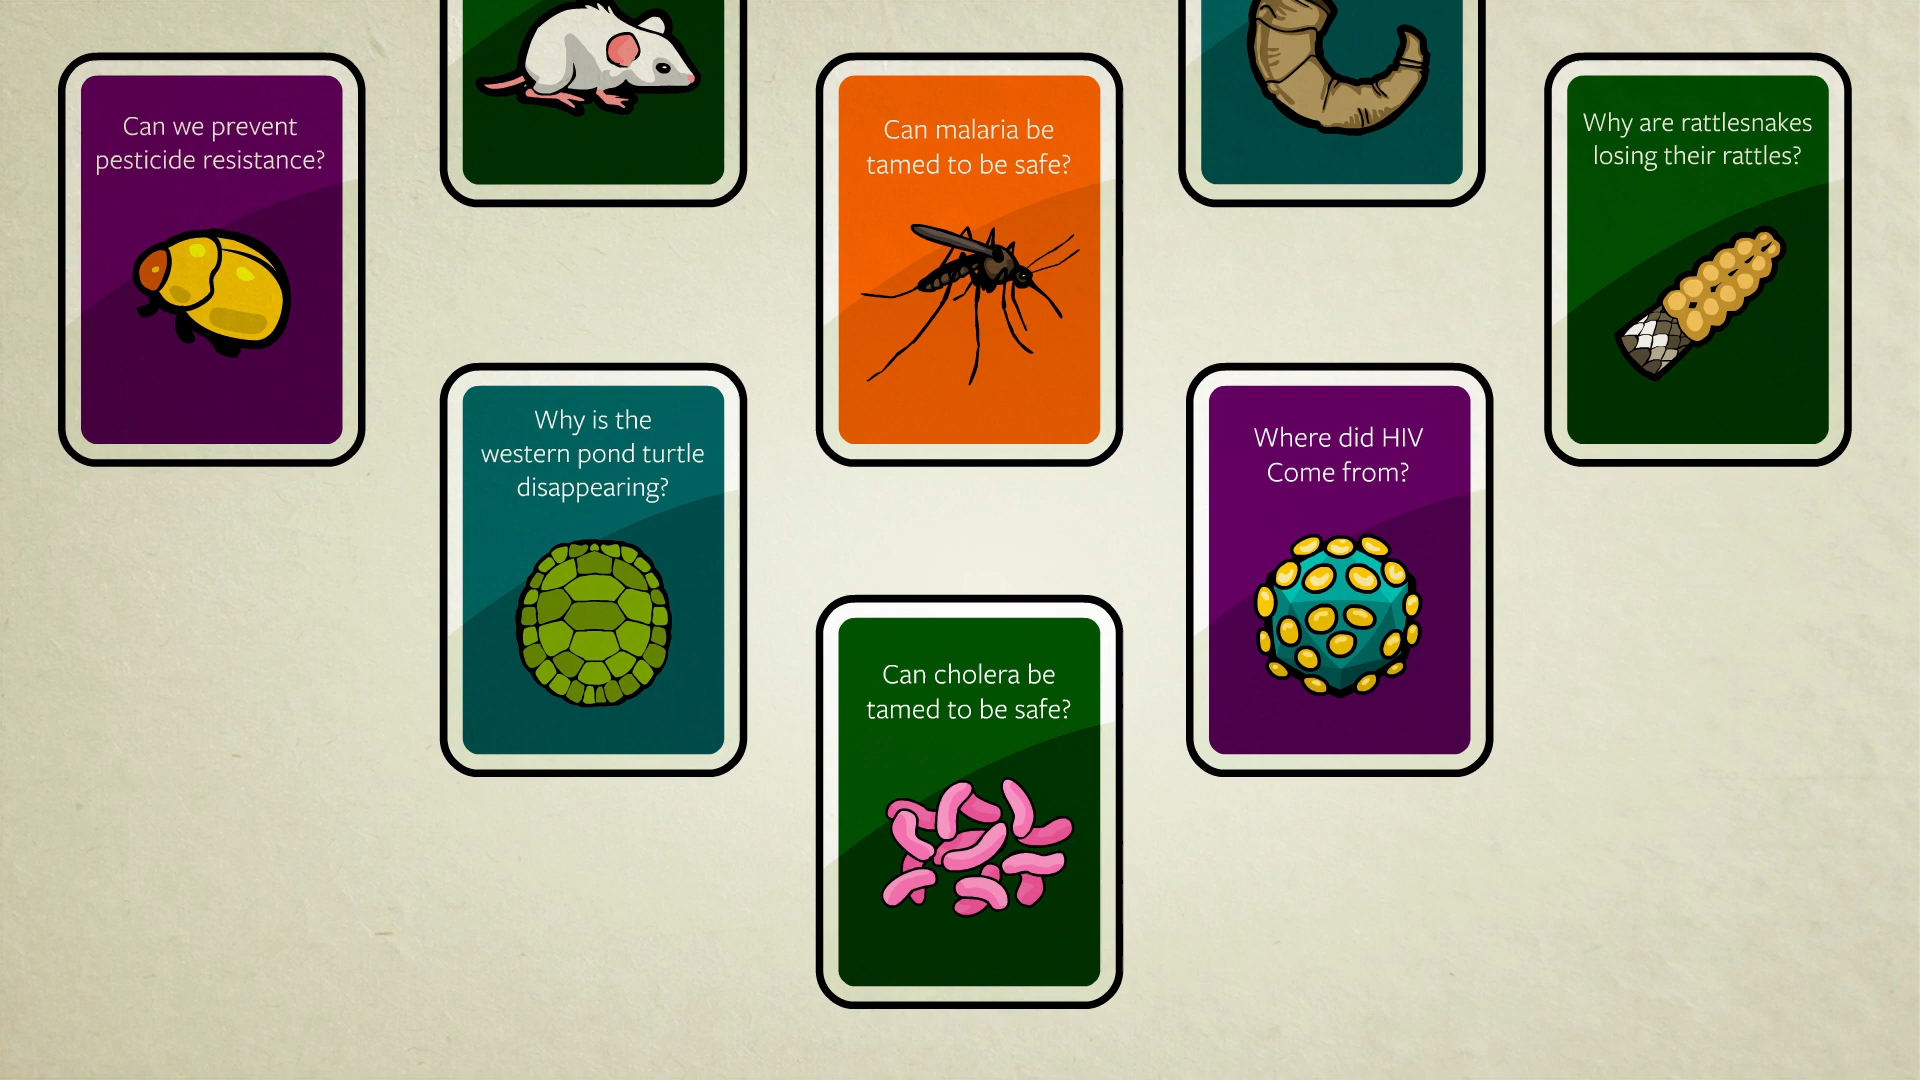 Can we prevent
pesticide resistance?
Can malaria be
tamed to be safe?
Why are rattlesnakes
losing their rattles?
Why is the
western pond turtle
disappearing?
Where did HIV
Come from?
Can cholera be
tamed to be safe?